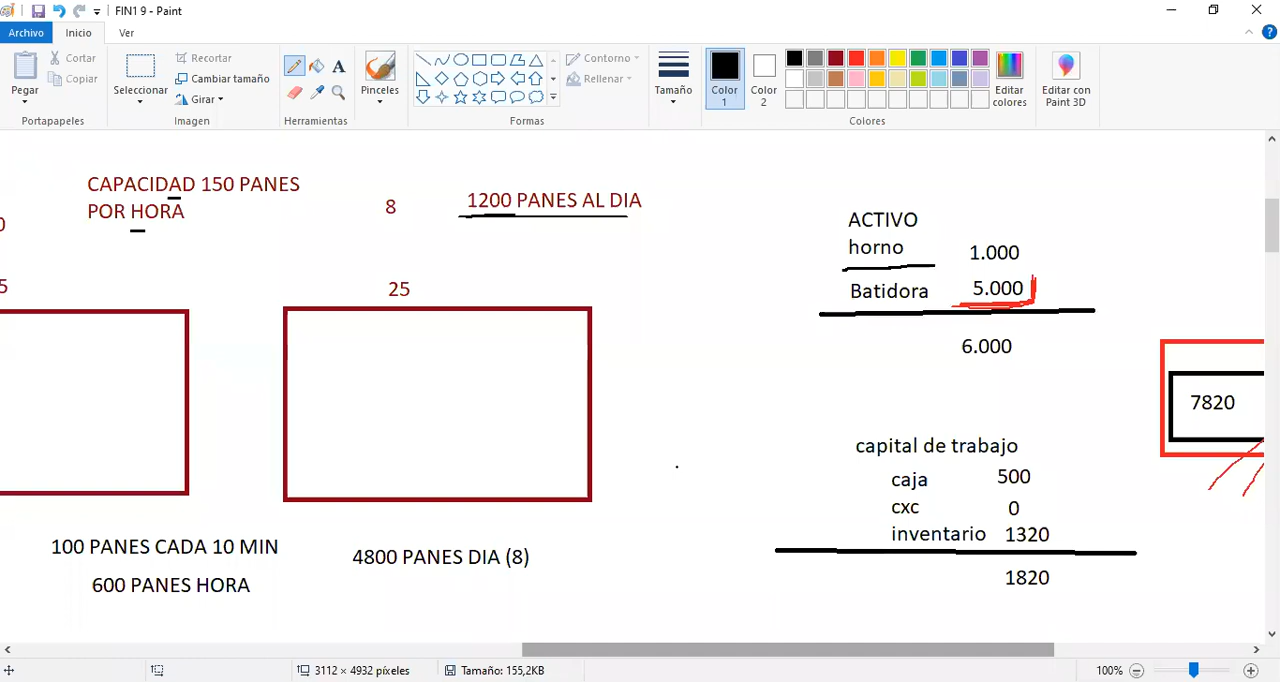 FIN1 9 - Paint
Archivo
Inicio
Ver
Pegar
Cortar
Copiar
Portapapeles
Seleccionar
Recortar
Cambiar tamaño
Girar
Imagen
A
Herramientas
Pinceles
Contorno
Rellenar
Formas
Tamaño
Color 1
Color 2
Editar colores
Colores
Editar con Paint 3D
0
CAPACIDAD 150 PANES
POR HORA
8
1200 PANES AL DIA
5
25
100 PANES CADA 10 MIN
600 PANES HORA
4800 PANES DIA (8)
ACTIVO
horno 1.000
Batidora 5.000
6.000
7820
capital de trabajo
caja 500
cxc 0
inventario 1320
1820
3112 × 4932 píxeles
Tamaño: 155,2KB
100%